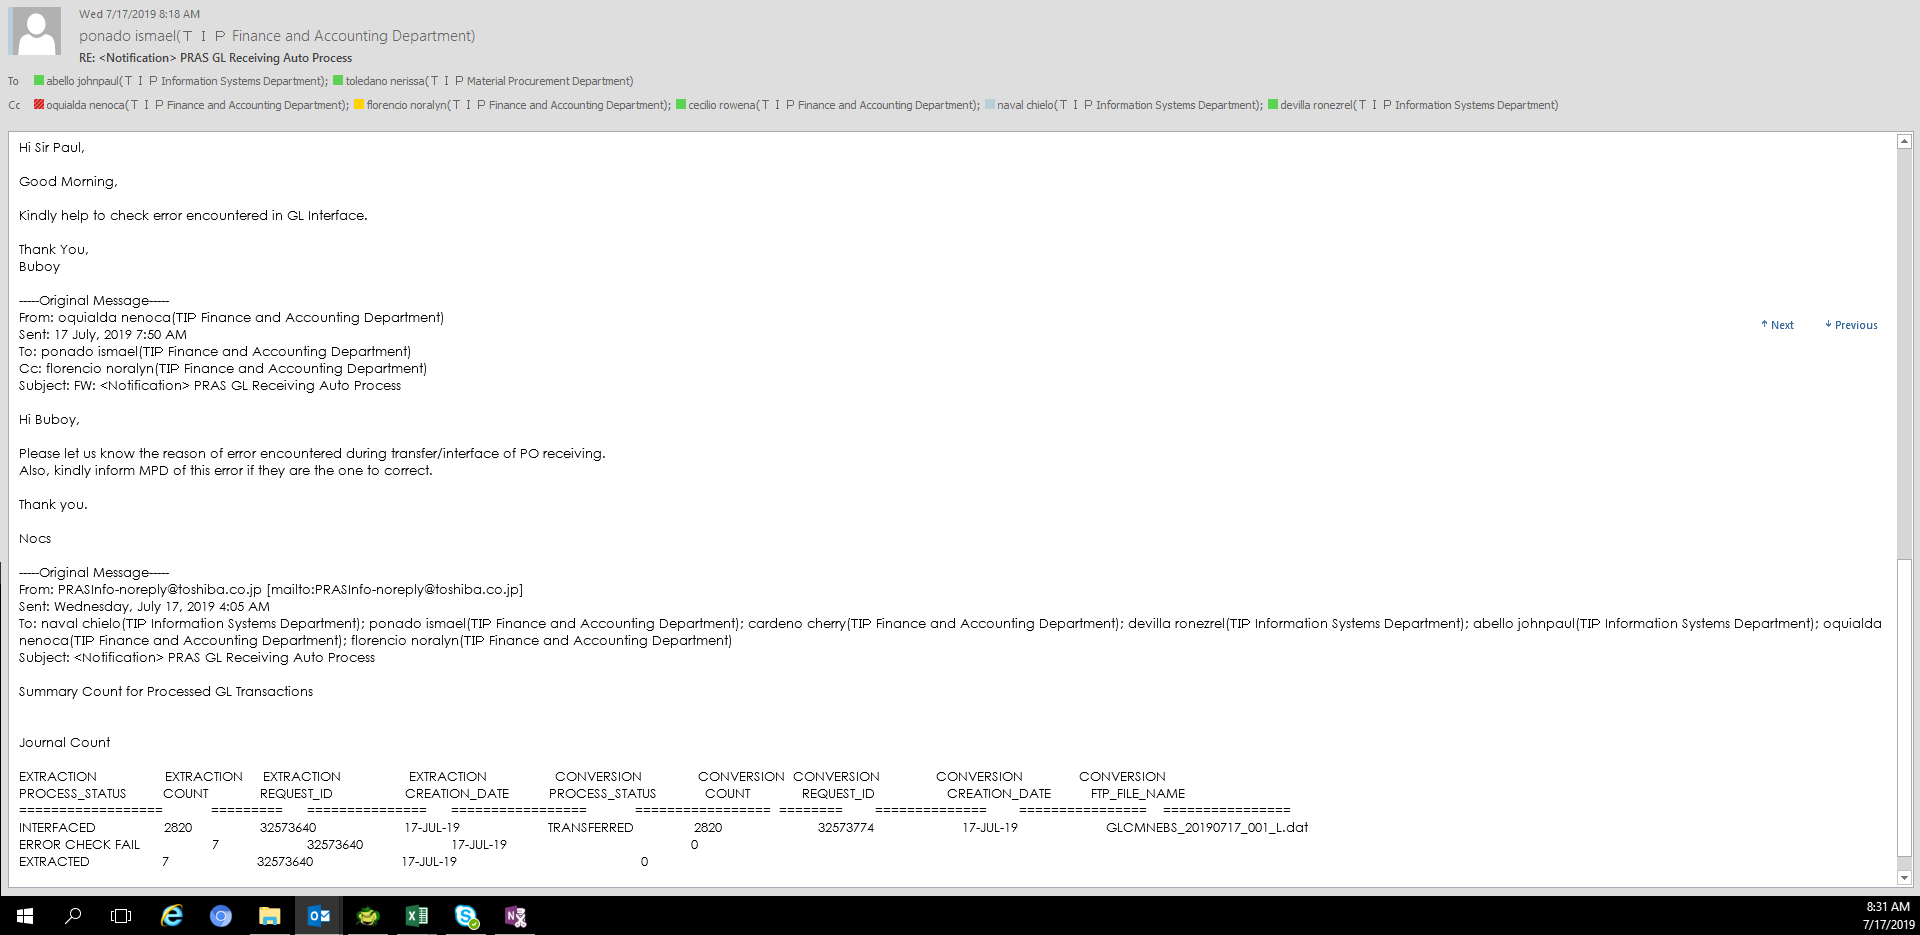 Wed 7/17/2019 8:18 AM
ponado ismael(ＴＩＰ Finance and Accounting Department)
RE: <Notification> PRAS GL Receiving Auto Process
To abello johnpaul(ＴＩＰ Information Systems Department); toledano nerissa(ＴＩＰ Material Procurement Department)
Cc oquialda nenoca(ＴＩＰ Finance and Accounting Department); florencio noralyn(ＴＩＰ Finance and Accounting Department); cecilio rowena(ＴＩＰ Finance and Accounting Department); naval chielo(ＴＩＰ Information Systems Department); devilla ronezrel(ＴＩＰ Information Systems Department)
Hi Sir Paul,
Good Morning,
Kindly help to check error encountered in GL Interface.
Thank You,
Buboy
-----Original Message-----
From: oquialda nenoca(TIP Finance and Accounting Department)
Sent: 17 July, 2019 7:50 AM
Next Previous
To: ponado ismael(TIP Finance and Accounting Department)
Cc: florencio noralyn(TIP Finance and Accounting Department)
Subject: FW: <Notification> PRAS GL Receiving Auto Process
Hi Buboy,
Please let us know the reason of error encountered during transfer/interface of PO receiving.
Also, kindly inform MPD of this error if they are the one to correct.
Thank you.
Nocs
-----Original Message-----
From: PRASInfo-noreply@toshiba.co.jp [mailto:PRASInfo-noreply@toshiba.co.jp]
Sent: Wednesday, July 17, 2019 4:05 AM
To: naval chielo(TIP Information Systems Department); ponado ismael(TIP Finance and Accounting Department); cardeno cherry(TIP Finance and Accounting Department); devilla ronezrel(TIP Information Systems Department); abello johnpaul(TIP Information Systems Department); oquialda
nenoca(TIP Finance and Accounting Department); florencio noralyn(TIP Finance and Accounting Department)
Subject: <Notification> PRAS GL Receiving Auto Process
Summary Count for Processed GL Transactions
Journal Count
EXTRACTION EXTRACTION EXTRACTION EXTRACTION CONVERSION CONVERSION CONVERSION CONVERSION CONVERSION
PROCESS_STATUS COUNT REQUEST_ID CREATION_DATE PROCESS_STATUS COUNT REQUEST_ID CREATION_DATE FTP_FILE_NAME
================== ========= =============== ================= ================= ======== ============== ================ ================
INTERFACED 2820 32573640 17-JUL-19 TRANSFERRED 2820 32573774 17-JUL-19 GLCMNEBS_20190717_001_L.dat
ERROR CHECK FAIL 7 32573640 17-JUL-19 0
EXTRACTED 7 32573640 17-JUL-19 0
8:31 AM
7/17/2019